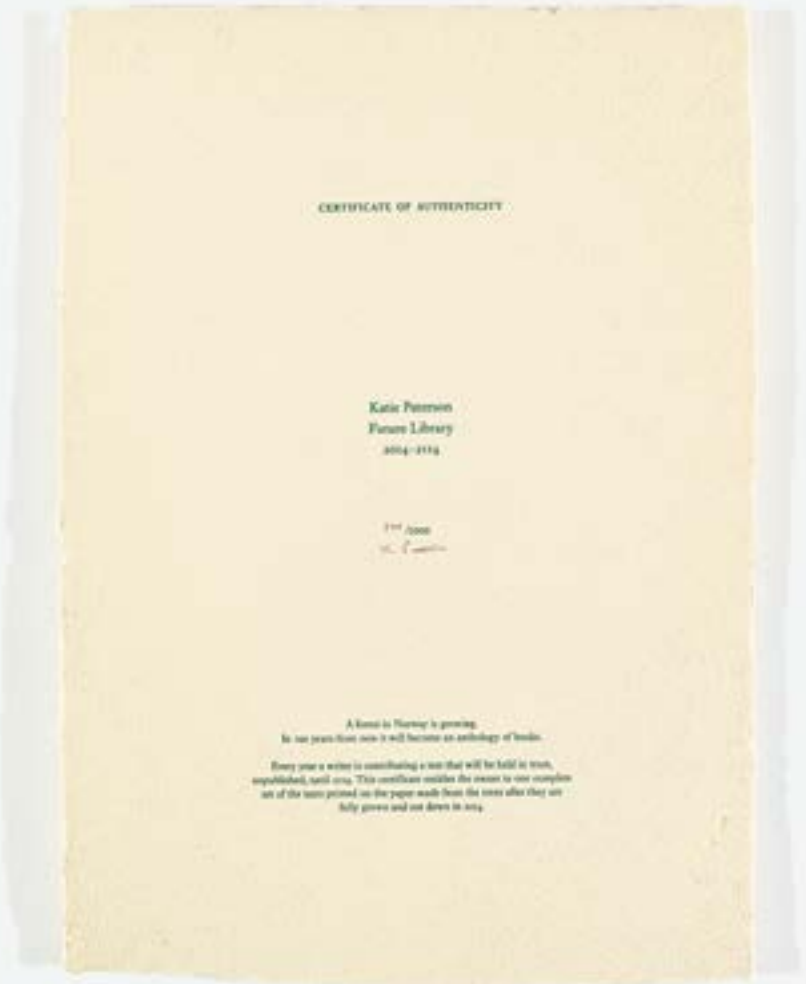 CERTIFICATE OF AUTHENTICITY
Katie Paterson
Future Library
2014–2114
/1000
A forest in Norway is growing.
In 100 years from now it will become an anthology of books.
Every year a writer is contributing a text that will be held in trust,
unpublished, until 2114. This certificate entitles the owner to one complete
set of the texts printed on the paper made from the trees after they are
fully grown and cut down in 2114.